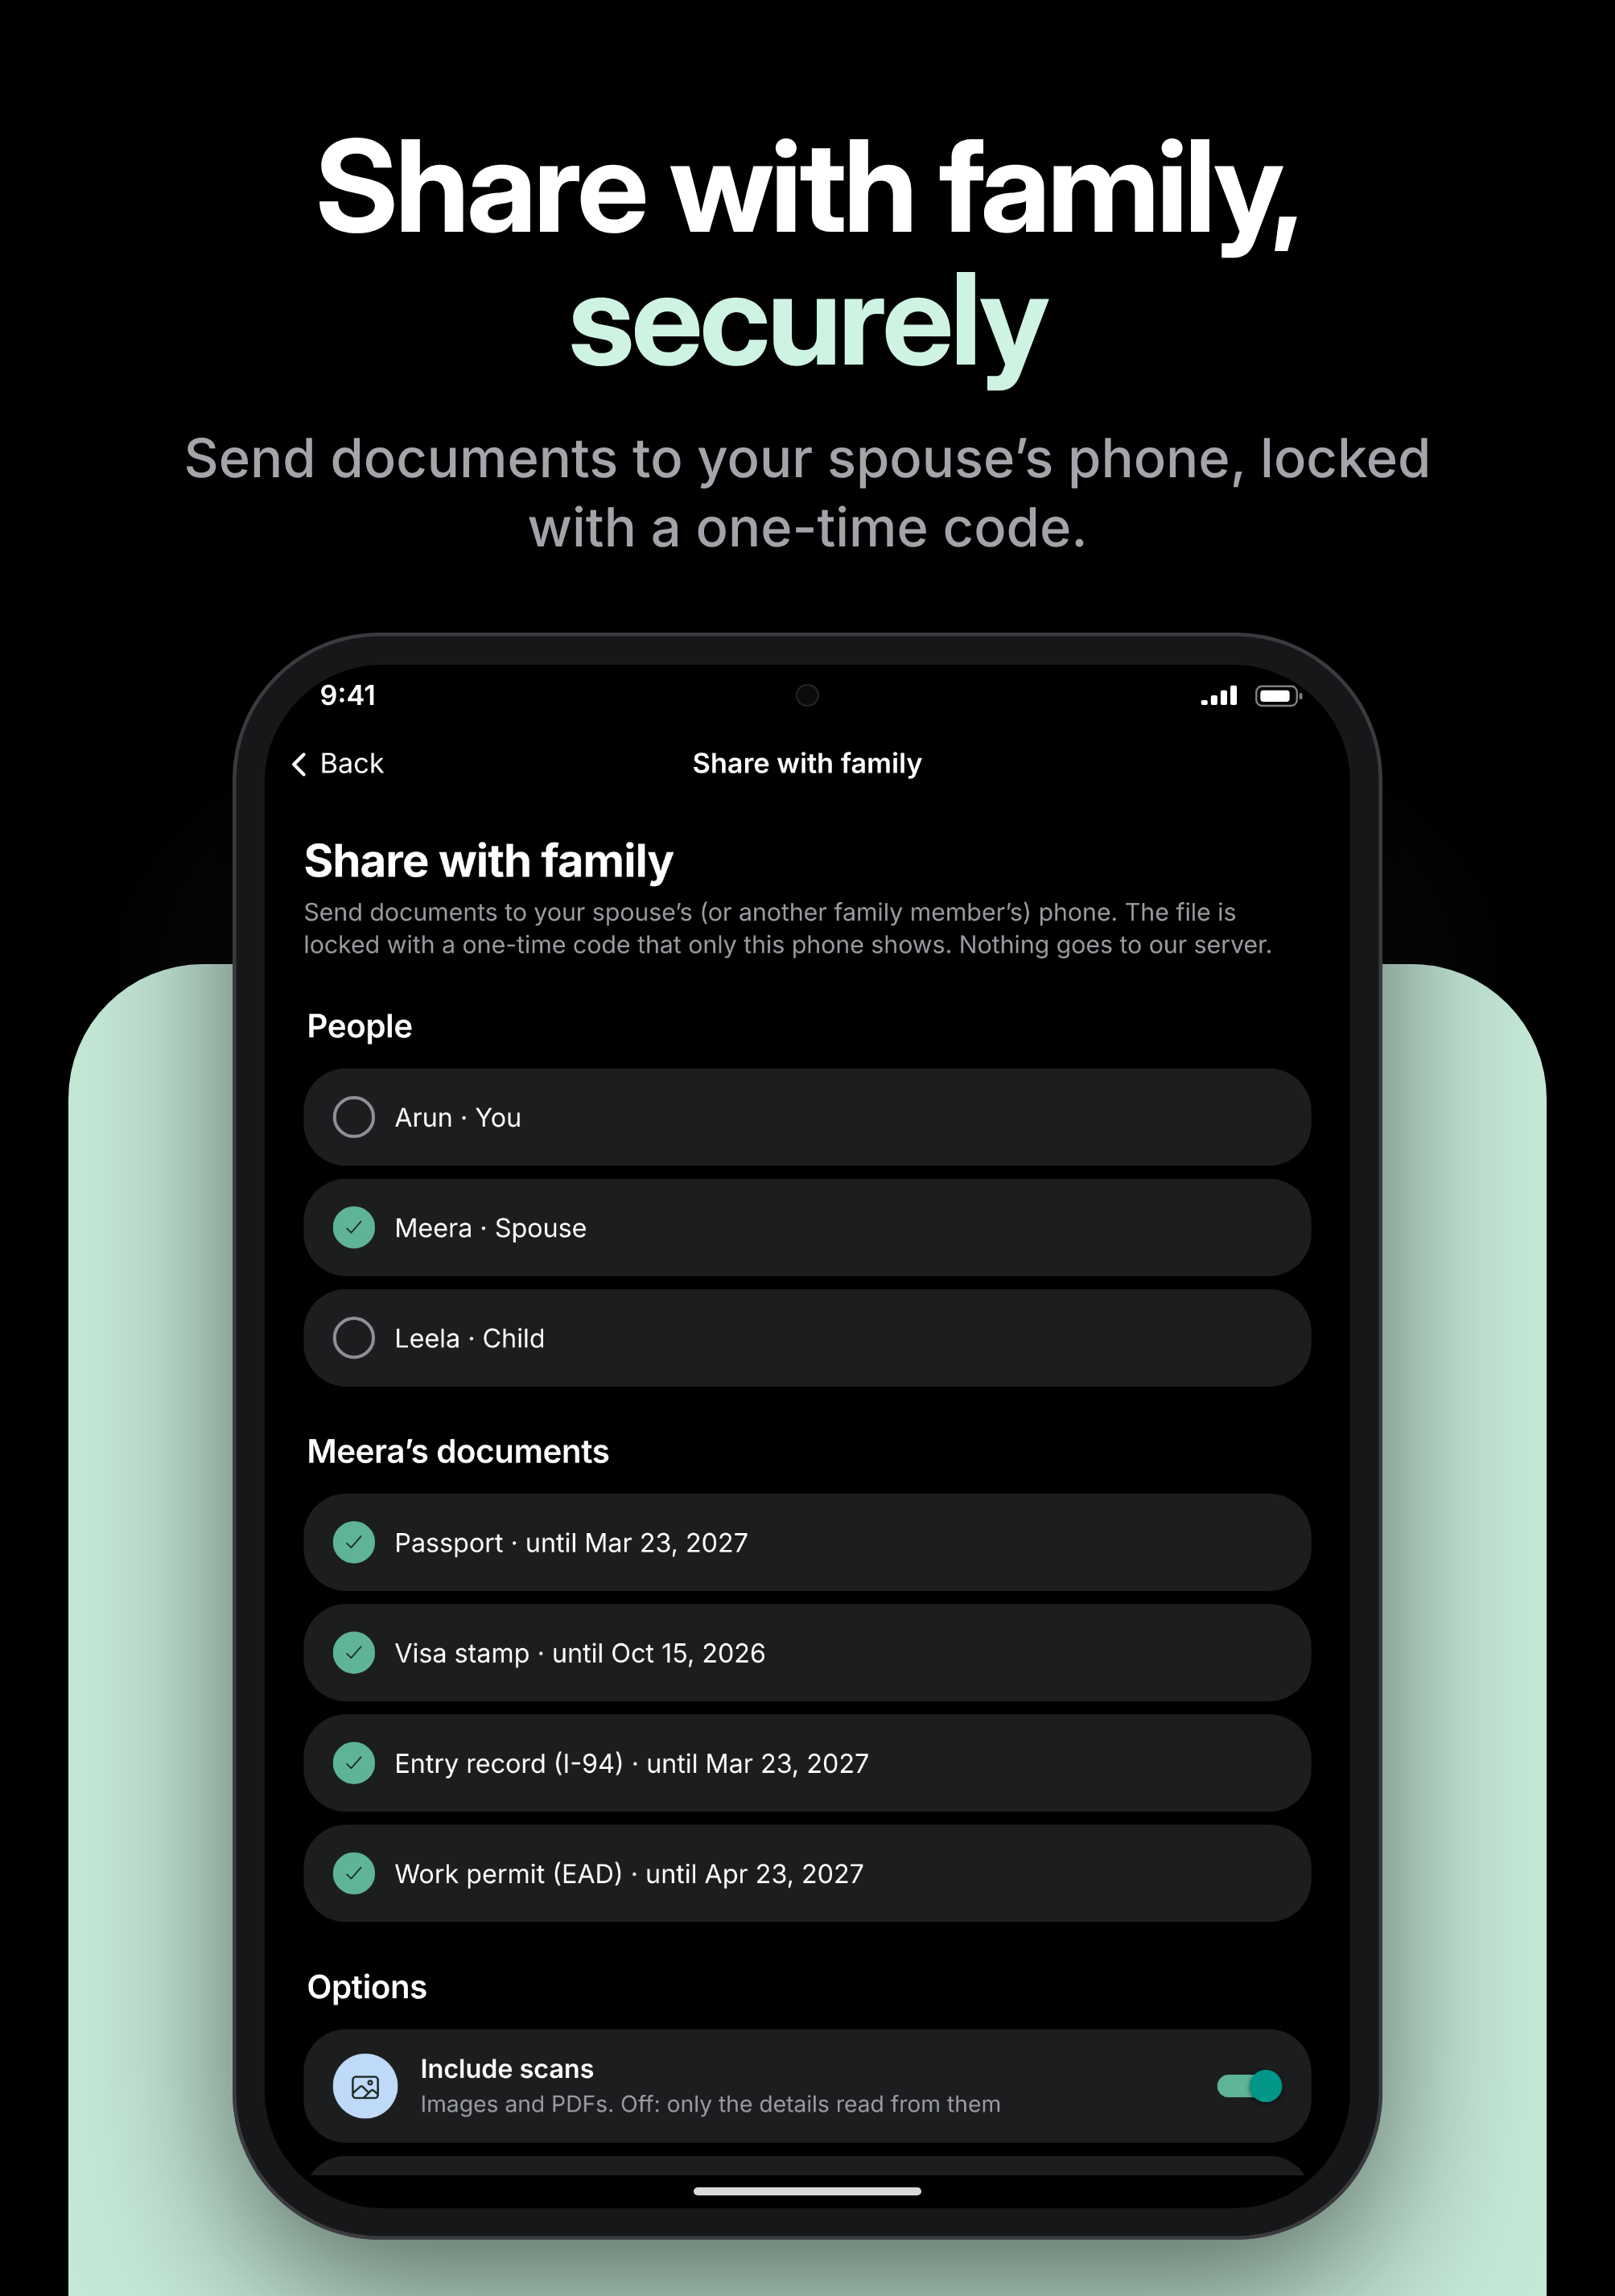 Share with family,
securely
Send documents to your spouse’s phone, locked
with a one-time code.
9:41
Back
Share with family
Share with family
Send documents to your spouse’s (or another family member’s) phone. The file is
locked with a one-time code that only this phone shows. Nothing goes to our server.
People
Arun · You
Meera · Spouse
Leela · Child
Meera’s documents
Passport · until Mar 23, 2027
Visa stamp · until Oct 15, 2026
Entry record (I-94) · until Mar 23, 2027
Work permit (EAD) · until Apr 23, 2027
Options
Include scans
Images and PDFs. Off: only the details read from them